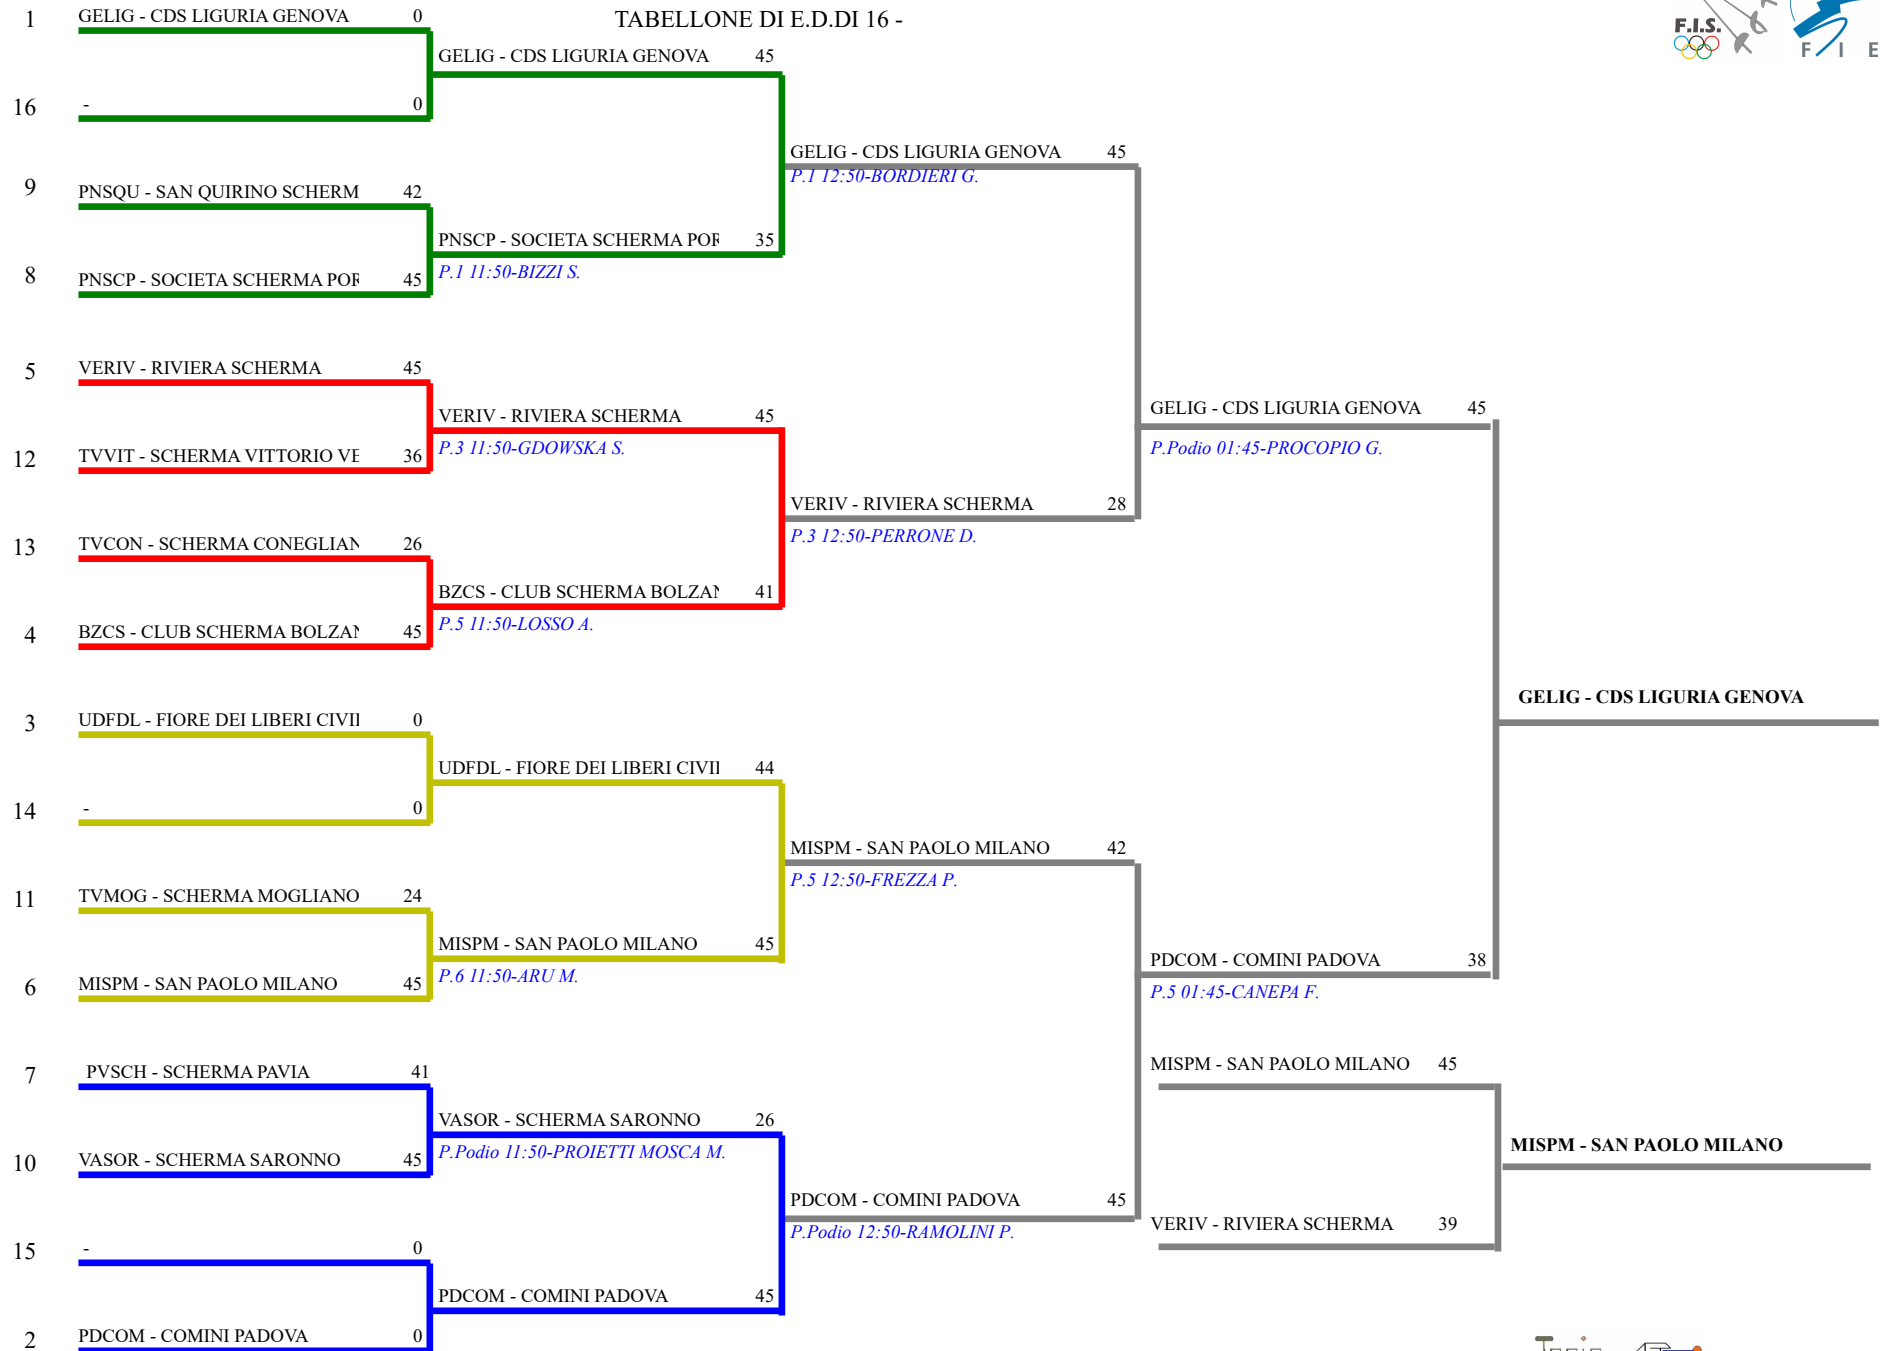 TABELLONE DI E.D.DI 16 -
F.I.S.
F I E
1 GELIG - CDS LIGURIA GENOVA 0
GELIG - CDS LIGURIA GENOVA 45
16 - 0
GELIG - CDS LIGURIA GENOVA 45
P.1 12:50-BORDIERI G.
9 PNSQU - SAN QUIRINO SCHERM 42
PNSCP - SOCIETA SCHERMA POR 35
P.1 11:50-BIZZI S.
8 PNSCP - SOCIETA SCHERMA POR 45
5 VERIV - RIVIERA SCHERMA 45
GELIG - CDS LIGURIA GENOVA 45
P.Podio 01:45-PROCOPIO G.
VERIV - RIVIERA SCHERMA 45
P.3 11:50-GDOWSKA S.
12 TVVIT - SCHERMA VITTORIO VE 36
VERIV - RIVIERA SCHERMA 28
P.3 12:50-PERRONE D.
13 TVCON - SCHERMA CONEGLIAN 26
BZCS - CLUB SCHERMA BOLZAN 41
P.5 11:50-LOSSO A.
4 BZCS - CLUB SCHERMA BOLZAN 45
GELIG - CDS LIGURIA GENOVA
3 UDFDL - FIORE DEI LIBERI CIVII 0
UDFDL - FIORE DEI LIBERI CIVII 44
14 - 0
MISPM - SAN PAOLO MILANO 42
P.5 12:50-FREZZA P.
11 TVMOG - SCHERMA MOGLIANO 24
MISPM - SAN PAOLO MILANO 45
P.6 11:50-ARU M.
PDCOM - COMINI PADOVA 38
P.5 01:45-CANEPA F.
6 MISPM - SAN PAOLO MILANO 45
7 PVSCH - SCHERMA PAVIA 41
MISPM - SAN PAOLO MILANO 45
VASOR - SCHERMA SARONNO 26
P.Podio 11:50-PROIETTI MOSCA M.
MISPM - SAN PAOLO MILANO
10 VASOR - SCHERMA SARONNO 45
PDCOM - COMINI PADOVA 45
P.Podio 12:50-RAMOLINI P.
VERIV - RIVIERA SCHERMA 39
15 - 0
PDCOM - COMINI PADOVA 45
2 PDCOM - COMINI PADOVA 0